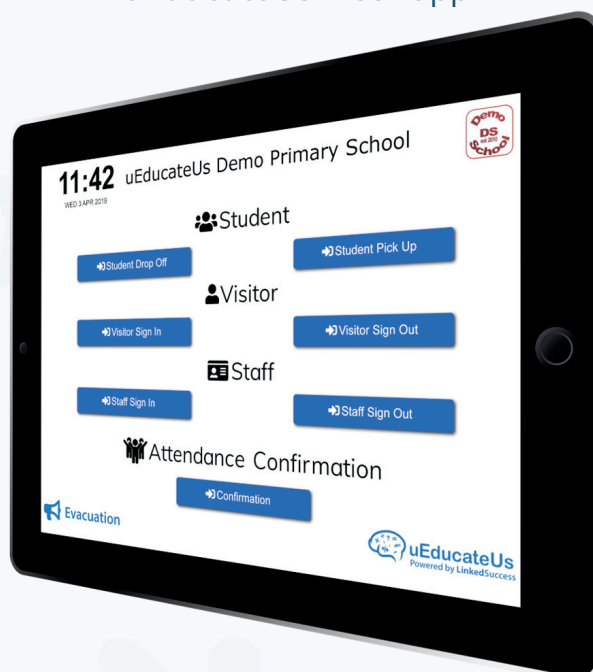 11:42 uEducateUs Demo Primary School
WED 3 APR 2019
Demo
DS
est 2010
School
Student
Student Drop Off
Student Pick Up
Visitor
Visitor Sign In
Visitor Sign Out
Staff
Staff Sign In
Staff Sign Out
Attendance Confirmation
Confirmation
Evacuation
uEducateUs
Powered by LinkedSuccess